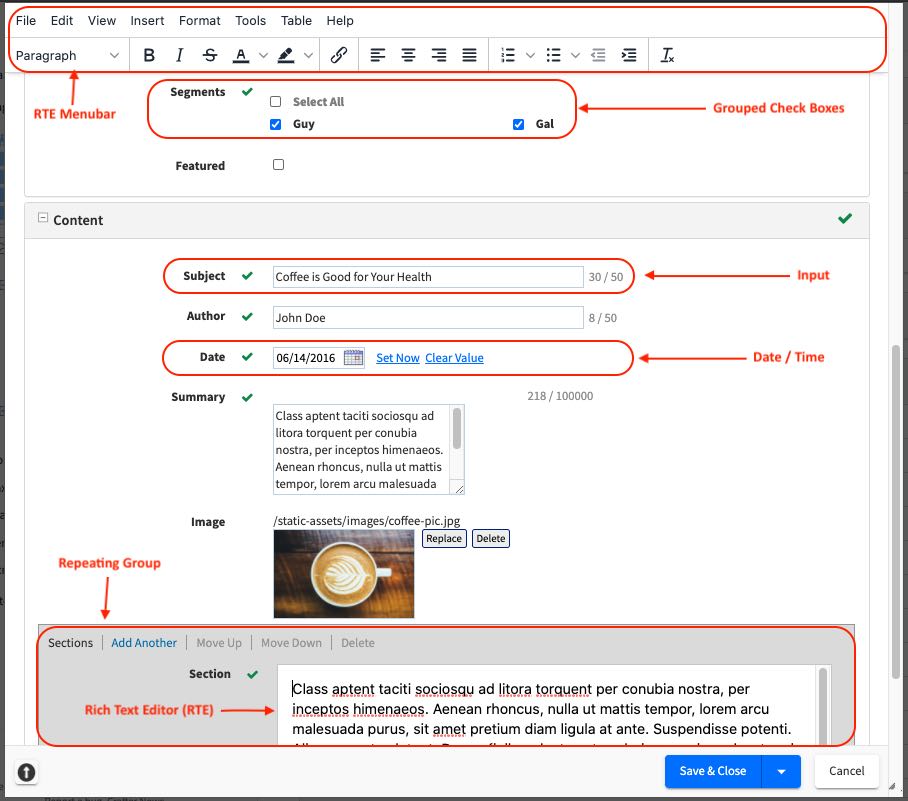 File Edit View Insert Format Tools Table Help
Paragraph B I S A
RTE Menubar
Segments
Select All
Guy Gal
Grouped Check Boxes
Featured
Content
Subject Coffee is Good for Your Health 30 / 50
Input
Author John Doe 8 / 50
Date 06/14/2016 Set Now Clear Value
Date / Time
Summary 218 / 100000
Class aptent taciti sociosqu ad
litora torquent per conubia
nostra, per inceptos himenaeos.
Aenean rhoncus, nulla ut mattis
tempor, lorem arcu malesuada
Image /static-assets/images/coffee-pic.jpg
Replace Delete
Repeating Group
Sections Add Another Move Up Move Down Delete
Section
Rich Text Editor (RTE)
Class aptent taciti sociosqu ad litora torquent per conubia nostra, per
inceptos himenaeos. Aenean rhoncus, nulla ut mattis tempor, lorem arcu
malesuada purus, sit amet pretium diam ligula at ante. Suspendisse potenti.
Save & Close Cancel